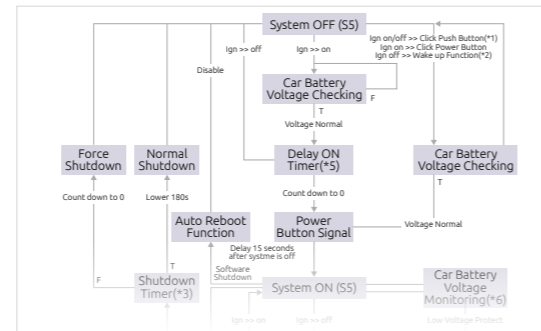 System OFF (S5)
Ign >> off
Ign >> on
Ign on/off >> Click Push Button(*1)
Ign on >> Click Power Button
Ign off >> Wake up Function(*2)
Disable
Car Battery
Voltage Checking
F
T
Voltage Normal
Force
Shutdown
Normal
Shutdown
Delay ON
Timer(*5)
Car Battery
Voltage Checking
Count down to 0
Lower 180s
Count down to 0
T
Auto Reboot
Function
Power
Button Signal
Voltage Normal
Delay 15 seconds
after systme is off
Software
Shutdown
F
T
Shutdown
Timer(*3)
System ON (S5)
Car Battery
Voltage
Monitoring(*6)
Ign >> on
Ign >> off
Low Voltage Protect